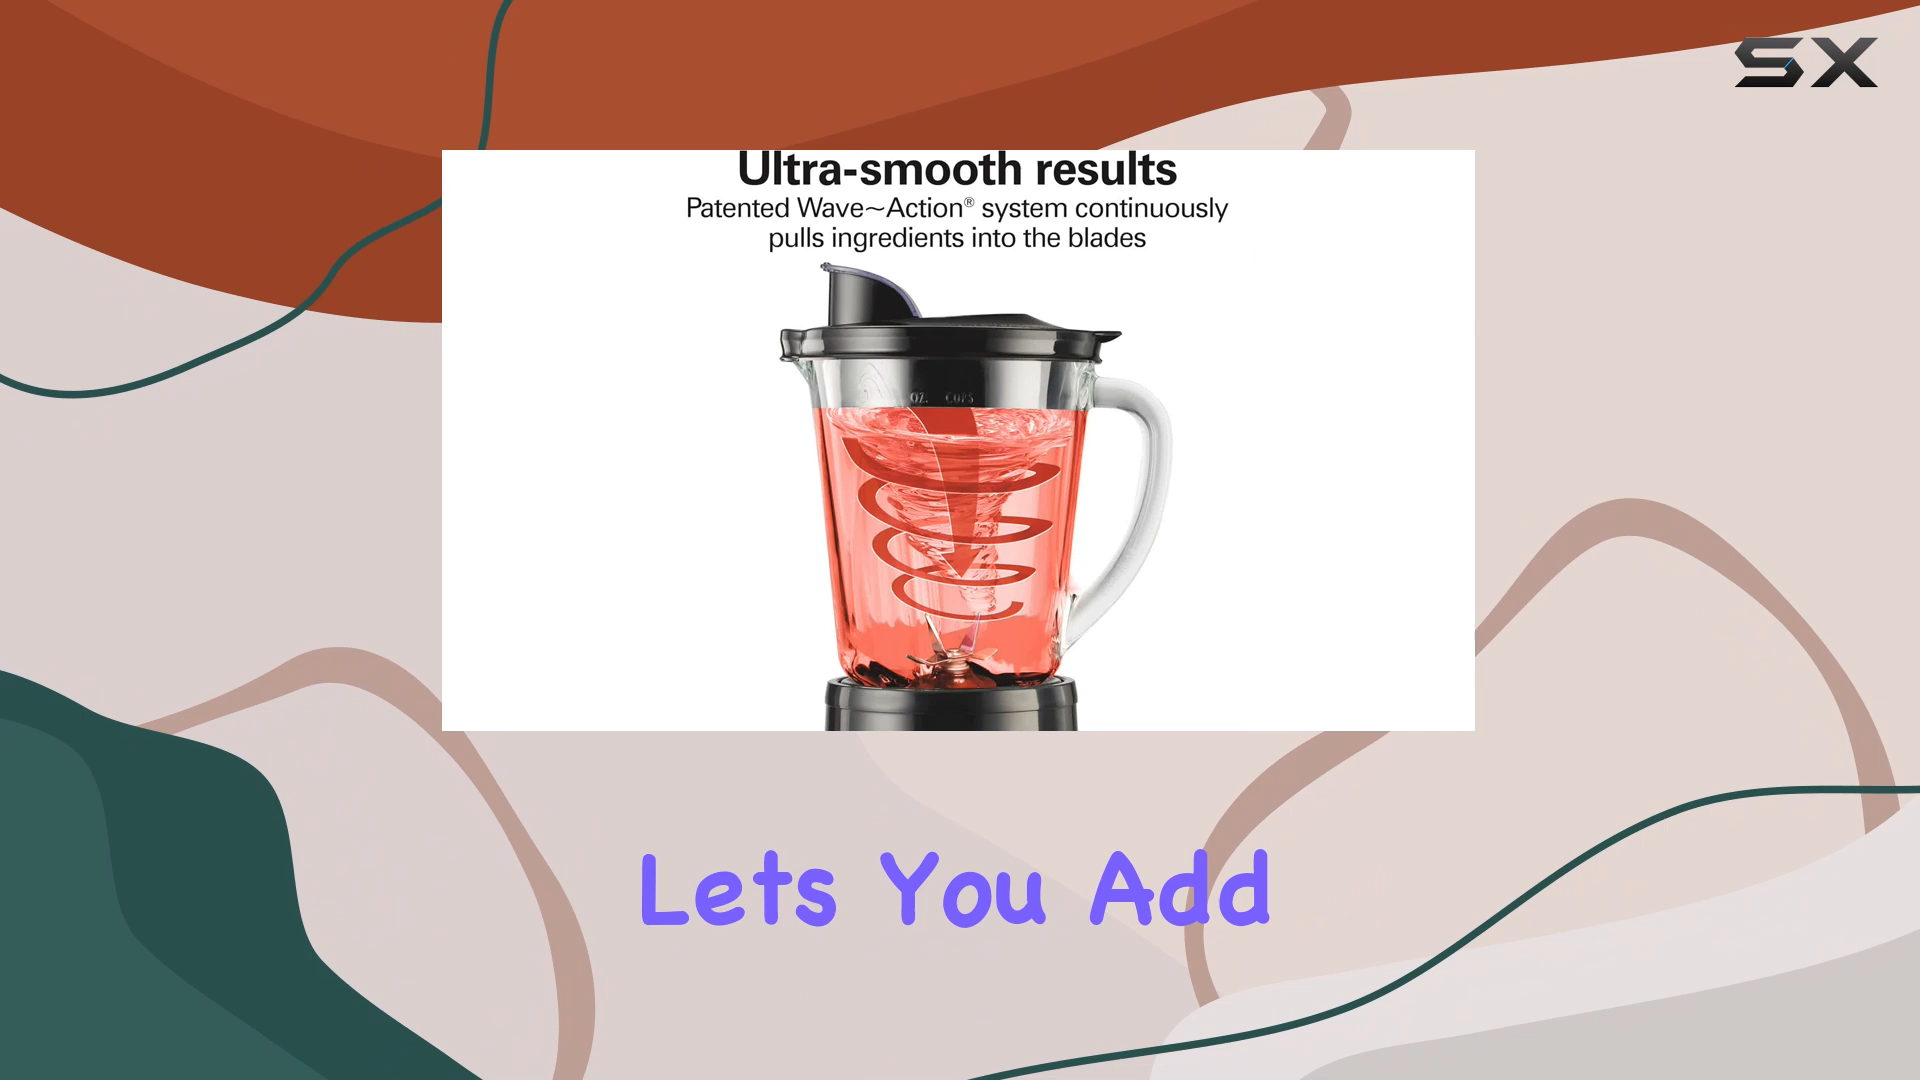 SX
Ultra-smooth results
Patented Wave~Action® system continuously
pulls ingredients into the blades
OZ. CUPS
Lets You Add